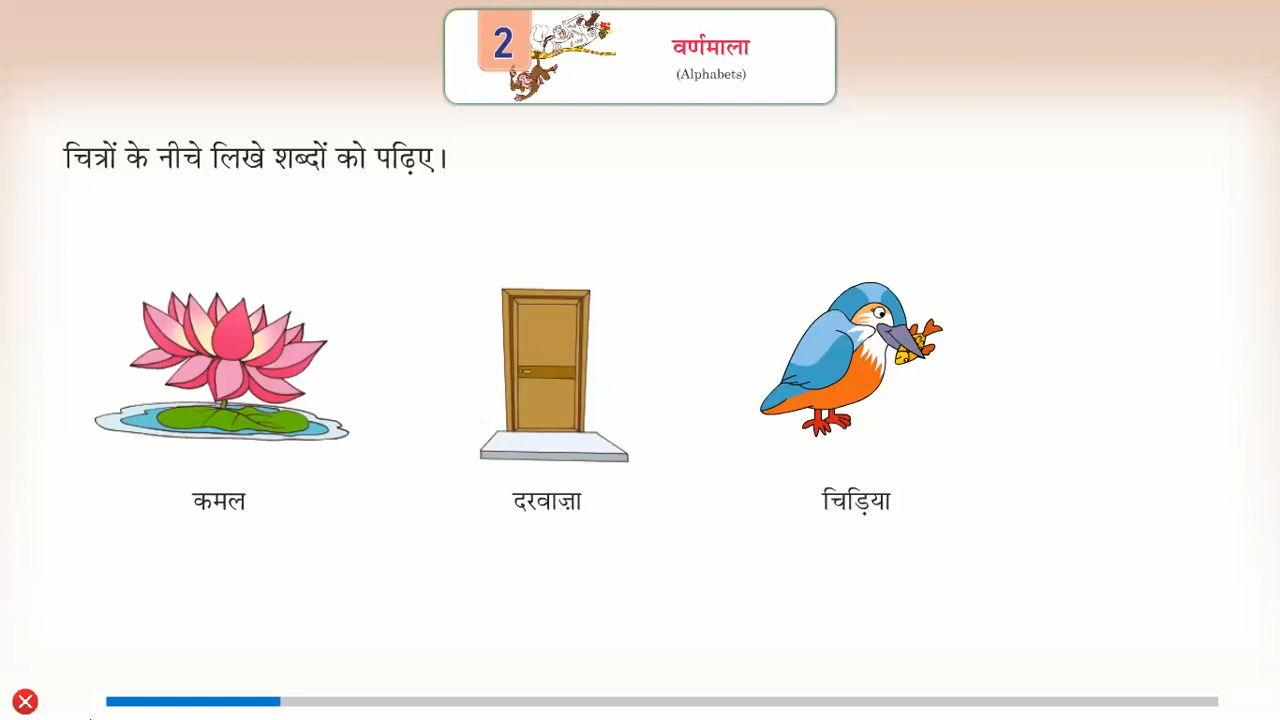 2
वर्णमाला
(Alphabets)
चित्रों के नीचे लिखे शब्दों को पढ़िए।
कमल
दरवाज़ा
चिड़िया